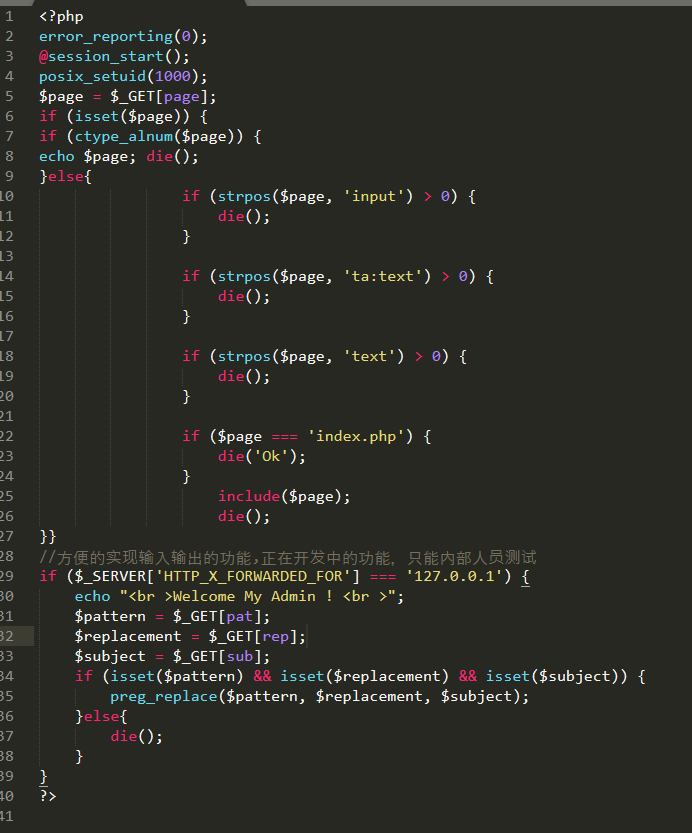 1 <?php
2 error_reporting(0);
3 @session_start();
4 posix_setuid(1000);
5 $page = $_GET[page];
6 if (isset($page)) {
7 if (ctype_alnum($page)) {
8 echo $page; die();
9 }else{
10 if (strpos($page, 'input') > 0) {
11 die();
12 }
13
14 if (strpos($page, 'ta:text') > 0) {
15 die();
16 }
17
18 if (strpos($page, 'text') > 0) {
19 die();
20 }
21
22 if ($page === 'index.php') {
23 die('Ok');
24 }
25 include($page);
26 die();
27 }}
28 //方便的实现输入输出的功能,正在开发中的功能，只能内部人员测试
29 if ($_SERVER['HTTP_X_FORWARDED_FOR'] === '127.0.0.1') {
30 echo "<br >Welcome My Admin ! <br >";
31 $pattern = $_GET[pat];
32 $replacement = $_GET[rep];
33 $subject = $_GET[sub];
34 if (isset($pattern) && isset($replacement) && isset($subject)) {
35 preg_replace($pattern, $replacement, $subject);
36 }else{
37 die();
38 }
39 }
40 ?>
41